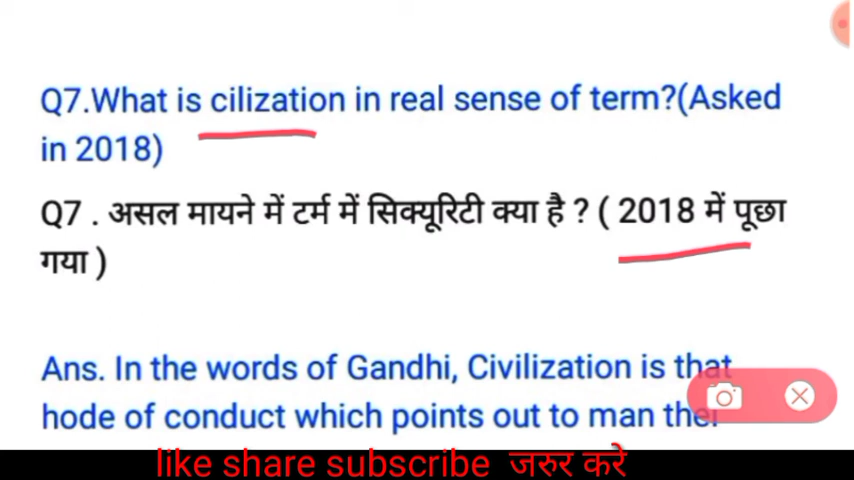 Q7.What is cilization in real sense of term?(Asked
in 2018)
Q7 . असल मायने में टर्म में सिक्यूरिटी क्या है ? ( 2018 में पूछा
गया )
Ans. In the words of Gandhi, Civilization is that
hode of conduct which points out to man
like share subscribe जरुर करे